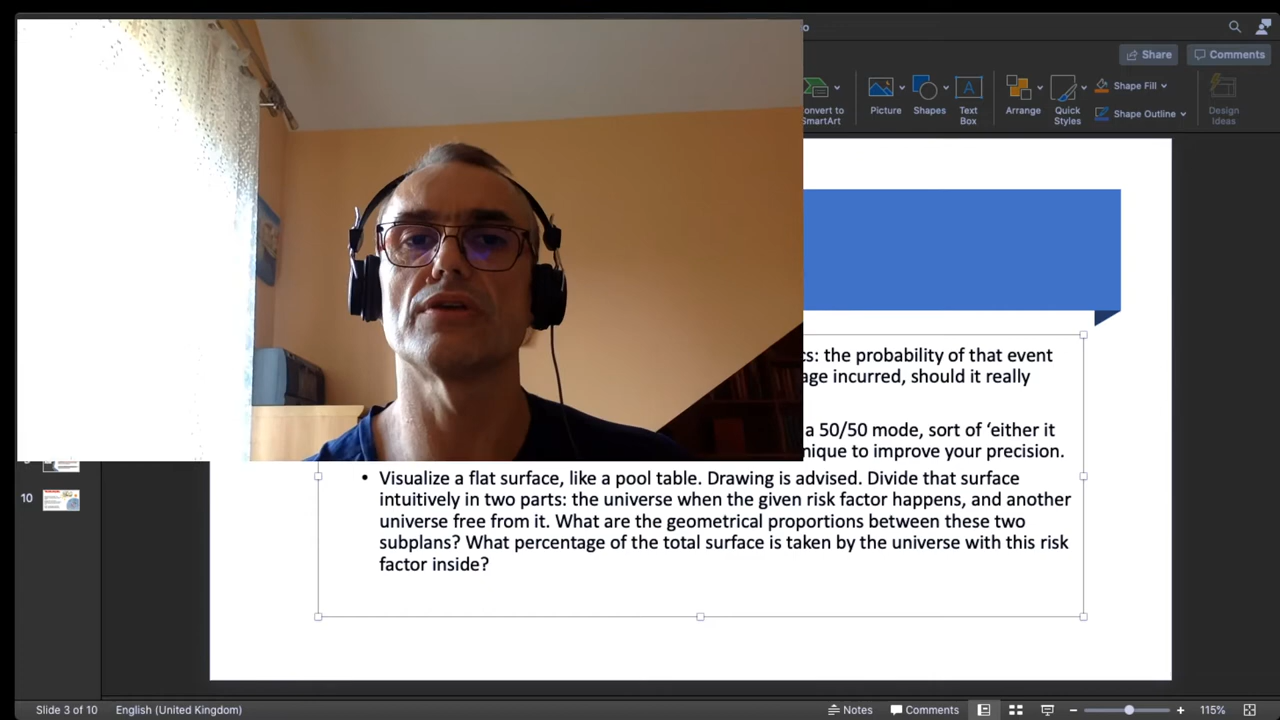 o
Share
Comments
Convert to SmartArt
Picture
Shapes
Text Box
Arrange
Quick Styles
Shape Fill
Shape Outline
Design Ideas
the probability of that event
incurred, should it really
a 50/50 mode, sort of ‘either it
to improve your precision.
• Visualize a flat surface, like a pool table. Drawing is advised. Divide that surface
intuitively in two parts: the universe when the given risk factor happens, and another
universe free from it. What are the geometrical proportions between these two
subplans? What percentage of the total surface is taken by the universe with this risk
factor inside?
10
Slide 3 of 10
English (United Kingdom)
Notes
Comments
115%